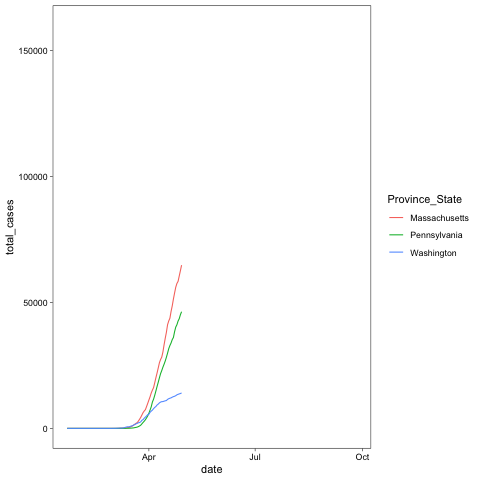 150000
100000
50000
0
total_cases
Apr
Jul
Oct
date
Province_State
Massachusetts
Pennsylvania
Washington